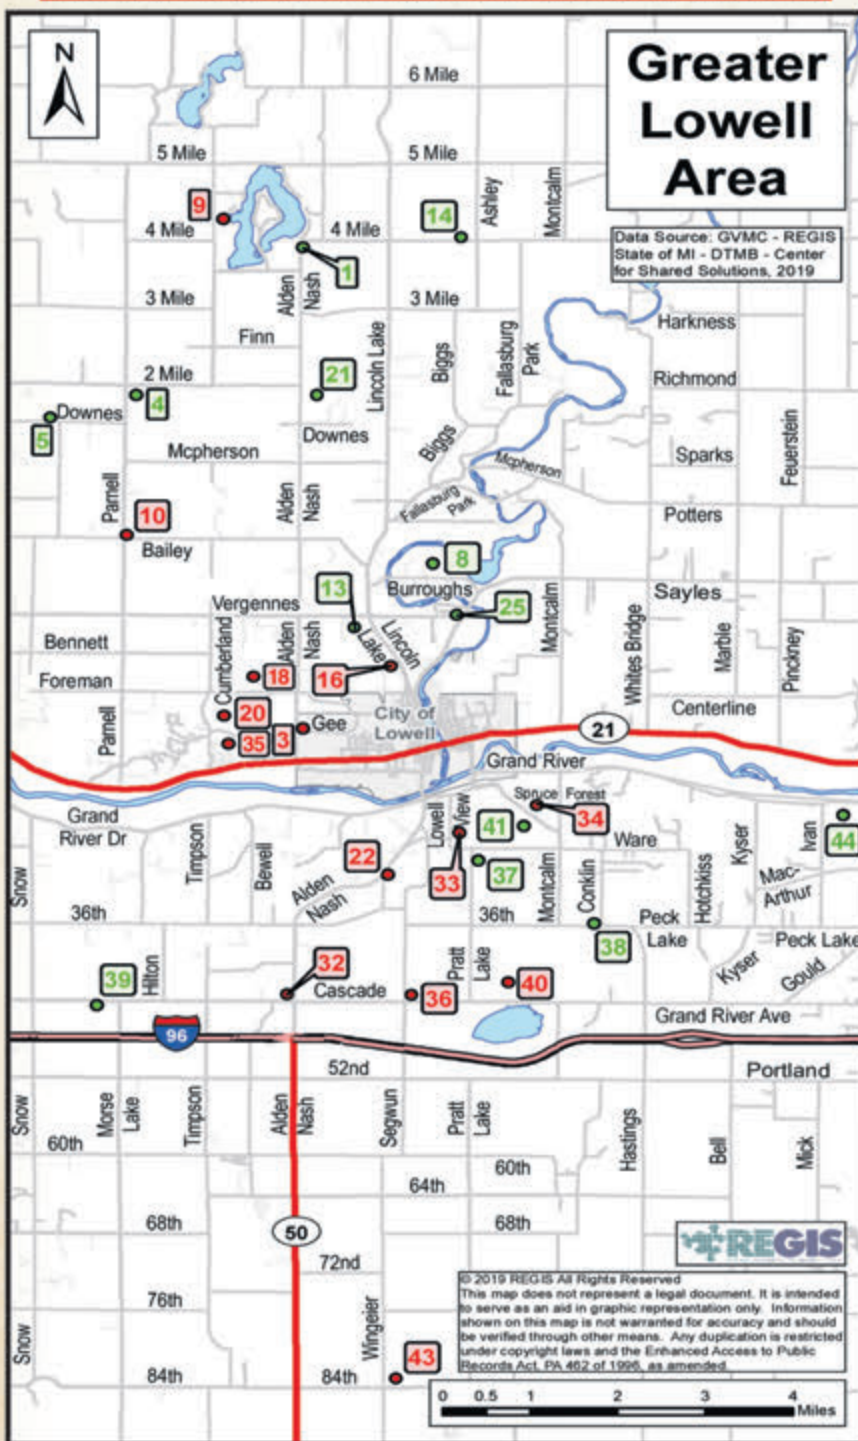 N
Greater
Lowell
Area
Data Source: GVMC - REGIS
State of MI - DTMB - Center
for Shared Solutions, 2019
6 Mile
5 Mile
5 Mile
9
14
Ashley
Montcalm
4 Mile
4 Mile
1
Alden
Nash
3 Mile
3 Mile
Harkness
Finn
Lincoln Lake
Biggs
Fallasburg
Park
2 Mile
21
Richmond
4
Downes
5
Downes
Biggs
Mcpherson
Mcpherson
Sparks
Feuerstein
Parnell
10
Alden
Nash
Fallasburg
Park
Potters
Bailey
8
13
Burroughs
Sayles
Vergennes
25
Bennett
Cumberland
Alden
Nash
Lincoln
Lake
Montcalm
Whites Bridge
Marble
Pinckney
Foreman
18
16
Centerline
20
Gee
City of
Lowell
Parnell
35
3
21
Grand River
Spruce Forest
Grand
River Dr
Lowell
View
41
34
Ware
Ivan
44
Snow
Timpson
Bewell
22
33
37
Montcalm
Conklin
Hotchkiss
Kyser
Mac-
Arthur
Alden
Nash
36th
36th
Peck
Lake
38
Peck Lake
39
Hilton
32
Pratt
Lake
40
Kyser
Gould
Cascade
36
Grand River Ave
96
52nd
Portland
Snow
Morse
Lake
Timpson
Alden
Nash
Segwun
Pratt
Lake
Hastings
Bell
Mick
60th
60th
64th
68th
68th
50
72nd
REGIS
76th
Snow
Wingeier
© 2019 REGIS All Rights Reserved
This map does not represent a legal document. It is intended
to serve as an aid in graphic representation only. Information
shown on this map is not warranted for accuracy and should
be verified through other means. Any duplication is restricted
under copyright laws and the Enhanced Access to Public
Records Act, PA 462 of 1996, as amended.
43
84th
84th
0 0.5 1 2 3 4
Miles